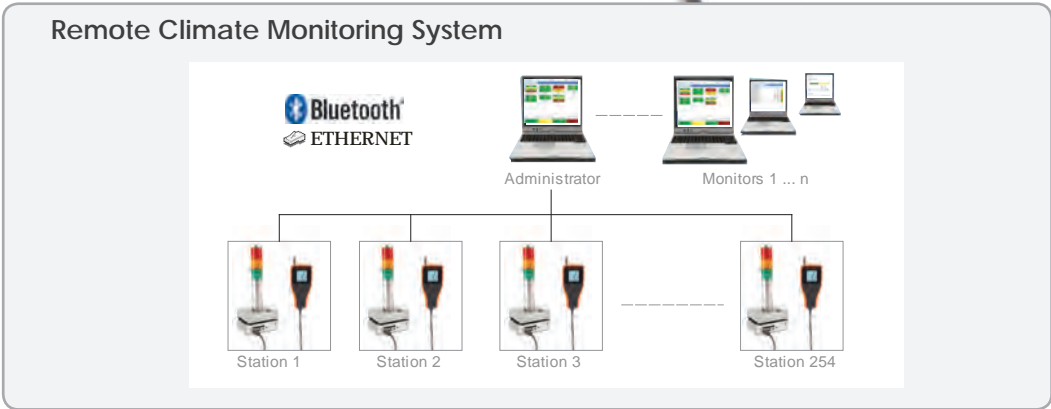 Remote Climate Monitoring System
Bluetooth
ETHERNET
Administrator
Monitors 1 ... n
Station 1
Station 2
Station 3
Station 254